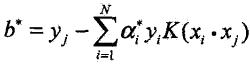 b* = y_j − ∑_{i=1}^{N} α_i^* y_i K(x_i · x_j)